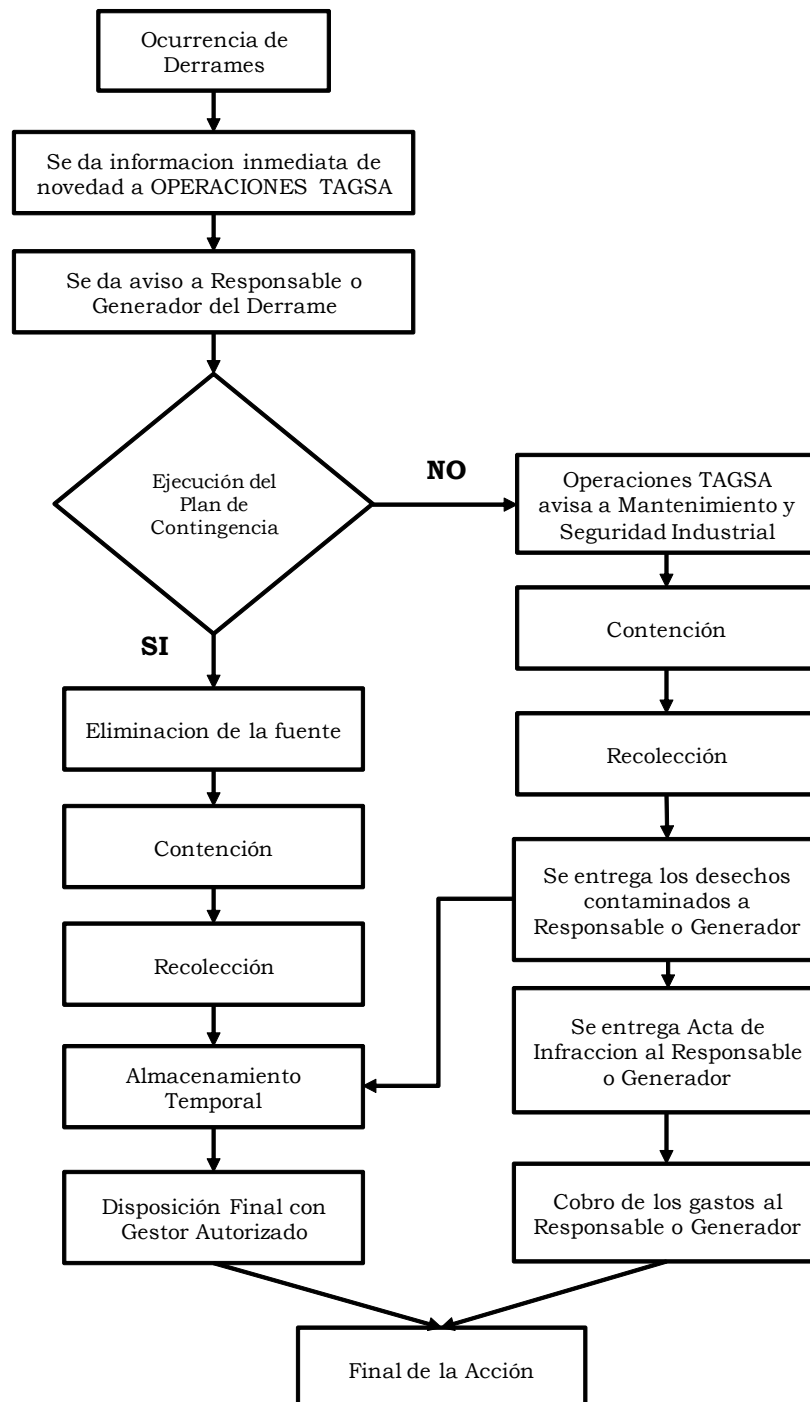 Ocurrencia de
Derrames
Se da informacion inmediata de
novedad a OPERACIONES TAGSA
Se da aviso a Responsable o
Generador del Derrame
Ejecución del
Plan de
Contingencia
NO
SI
Operaciones TAGSA
avisa a Mantenimiento y
Seguridad Industrial
Contención
Recolección
Se entrega los desechos
contaminados a
Responsable o Generador
Se entrega Acta de
Infraccion al Responsable
o Generador
Cobro de los gastos al
Responsable o Generador
Eliminacion de la fuente
Contención
Recolección
Almacenamiento
Temporal
Disposición Final con
Gestor Autorizado
Final de la Acción